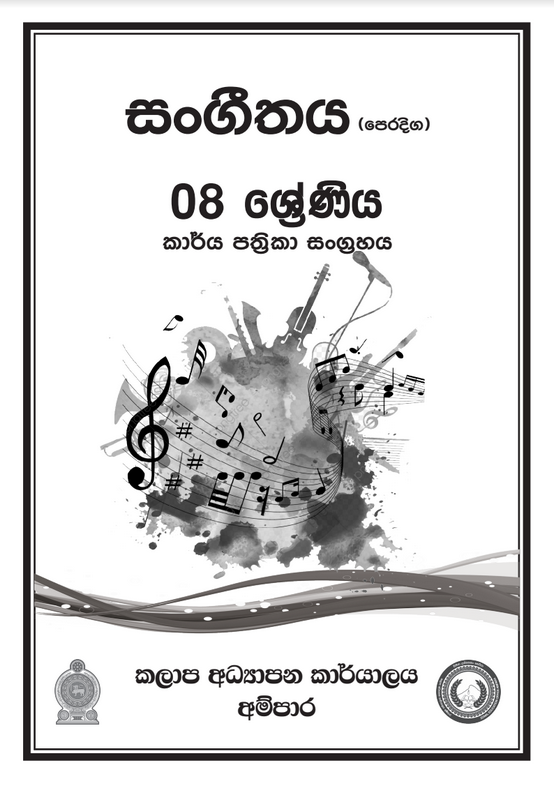 සංගීතය (පෙරදිග)
08 ශ්‍රේණිය
කාර්ය පත්‍රිකා සංග්‍රහය
කලාප අධ්‍යාපන කාර්යාලය
අම්පාර